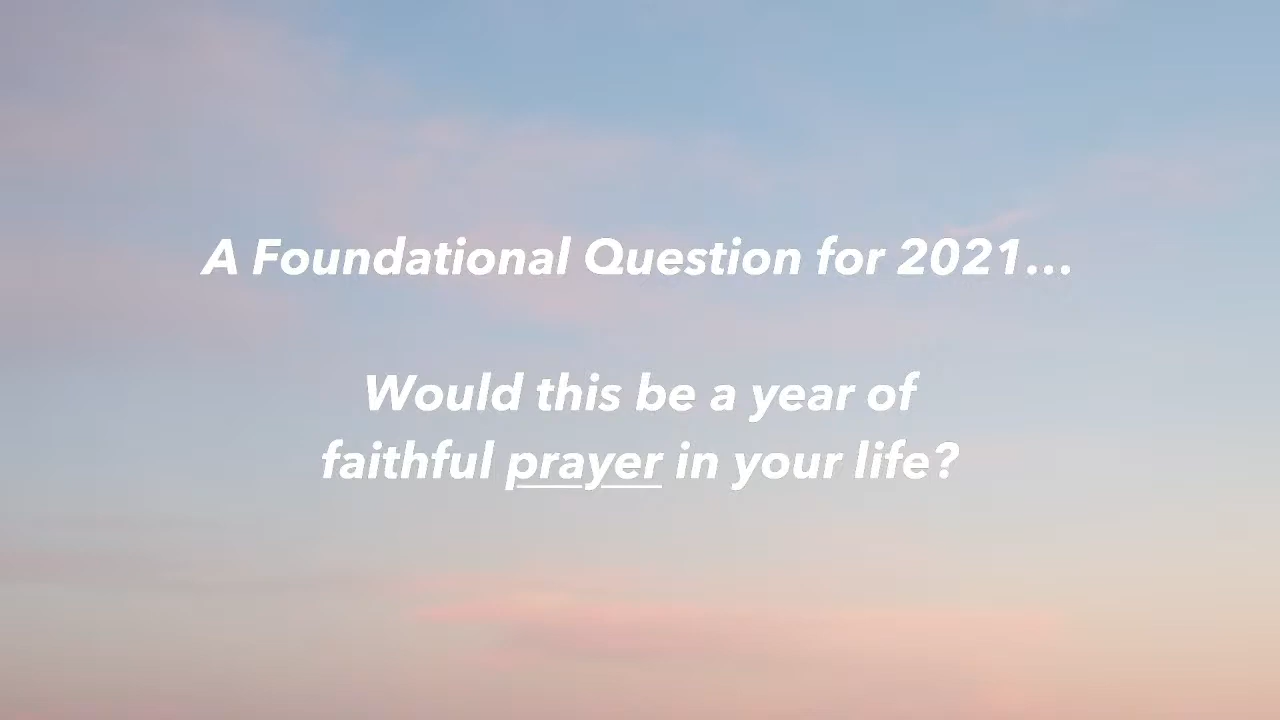 A Foundational Question for 2021...
Would this be a year of
faithful prayer in your life?